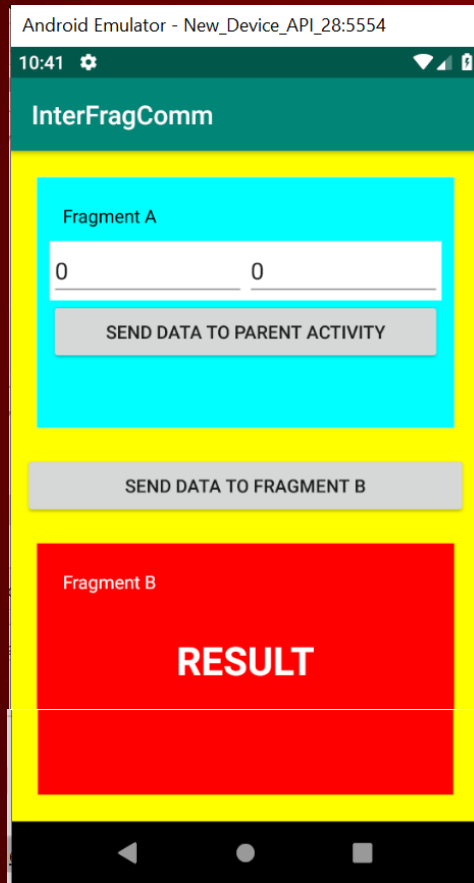 Android Emulator - New_Device_API_28:5554
10:41
InterFragComm
Fragment A
0 0
SEND DATA TO PARENT ACTIVITY
SEND DATA TO FRAGMENT B
Fragment B
RESULT